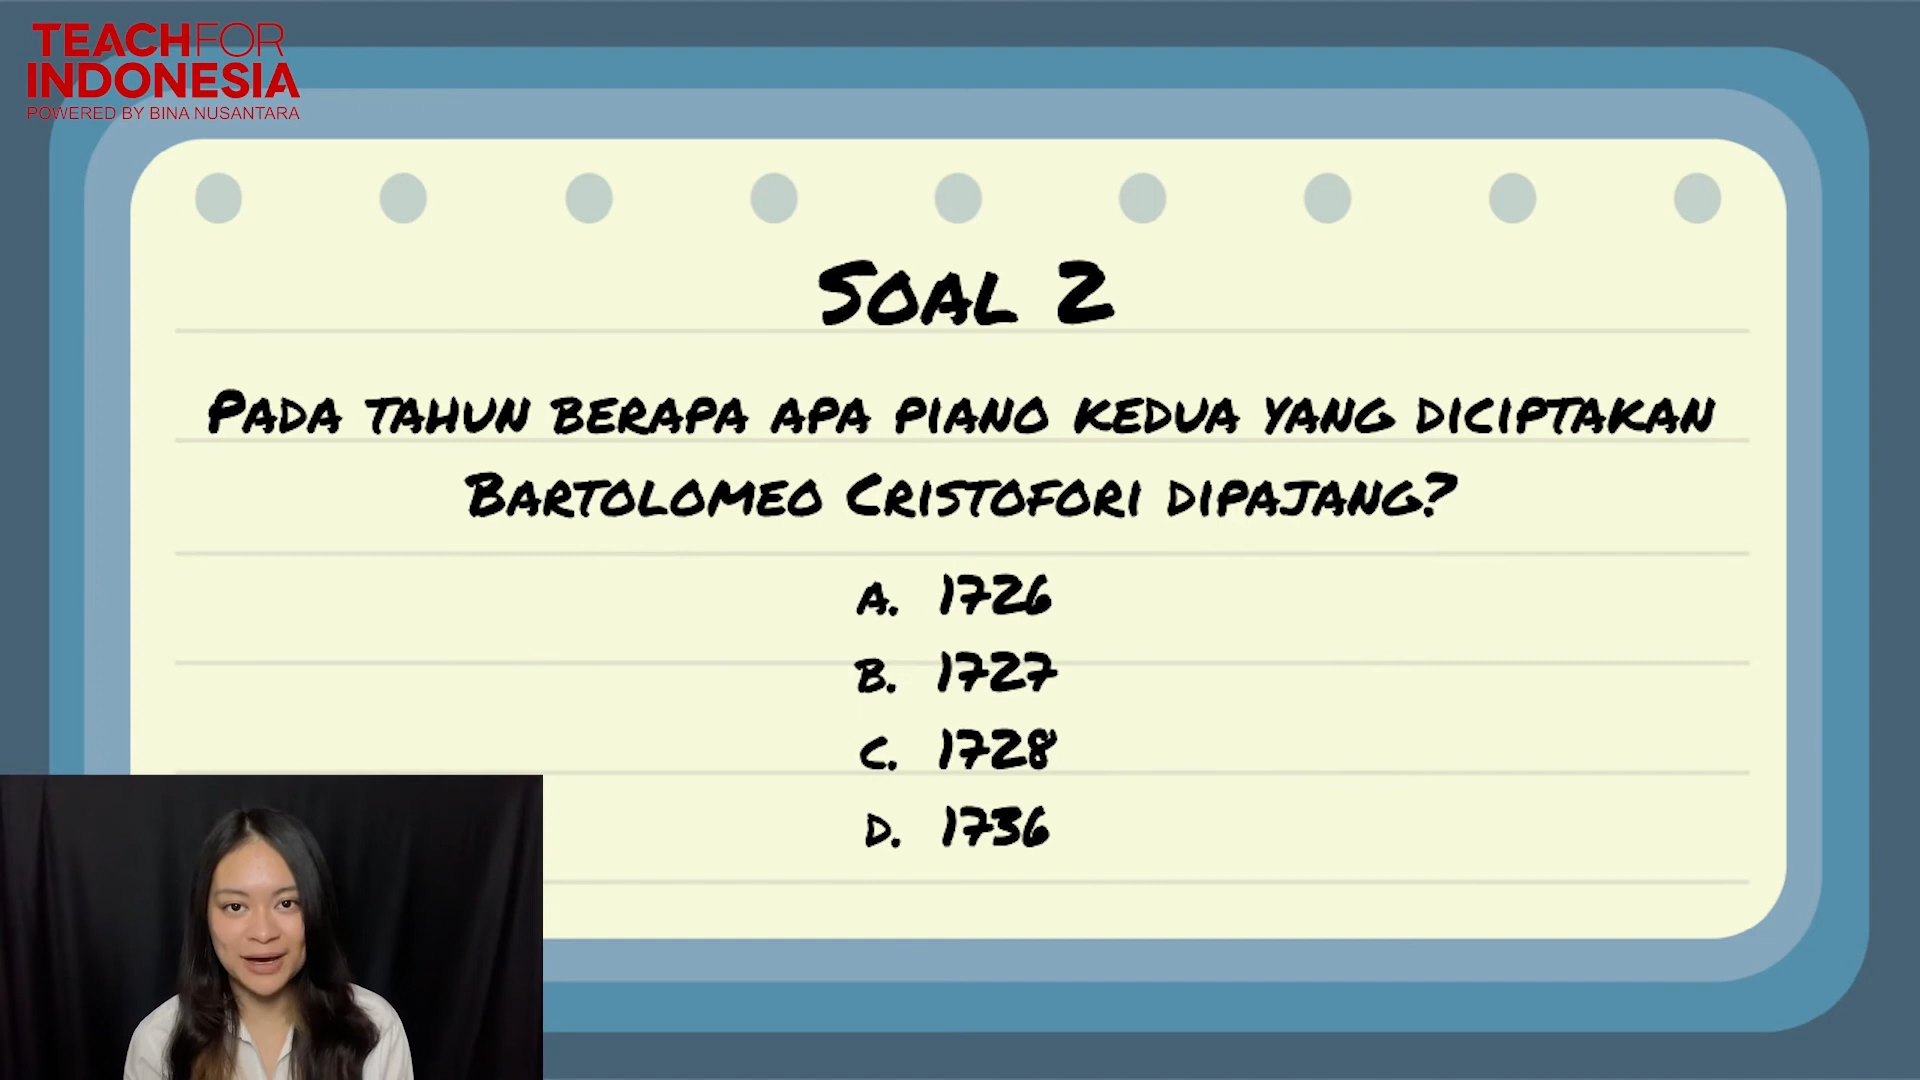 TEACHFOR
INDONESIA
POWERED BY BINA NUSANTARA
SOAL 2
PADA TAHUN BERAPA APA PIANO KEDUA YANG DICIPTAKAN
BARTOLOMEO CRISTOFORI DIPAJANG?
A. 1726
B. 1727
C. 1728
D. 1736